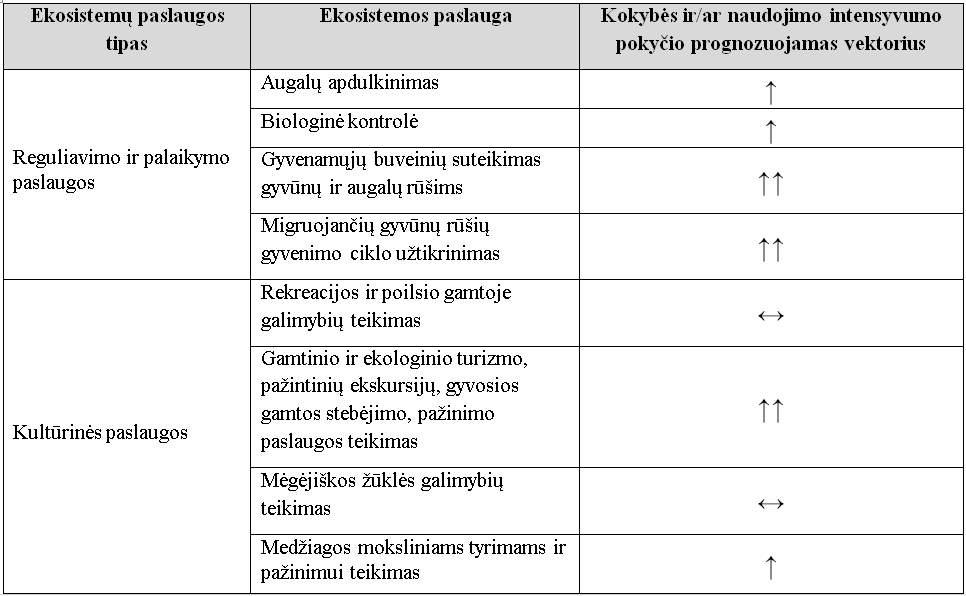 Ekosistemų paslaugos
tipas
Ekosistemos paslauga
Kokybės ir/ar naudojimo intensyvumo
pokyčio prognozuojamas vektorius
Reguliavimo ir palaikymo
paslaugos
Augalų apdulkinimas
↑
Biologinė kontrolė
↑
Gyvenamųjų buveinių suteikimas
gyvūnų ir augalų rūšims
↑↑
Migruojančių gyvūnų rūšių
gyvenimo ciklo užtikrinimas
↑↑
Kultūrinės paslaugos
Rekreacijos ir poilsio gamtoje
galimybių teikimas
↔
Gamtinio ir ekologinio turizmo,
pažintinių ekskursijų, gyvosios
gamtos stebėjimo, pažinimo
paslaugos teikimas
↑↑
Mėgėjiškos žūklės galimybių
teikimas
↔
Medžiagos moksliniams tyrimams ir
pažinimui teikimas
↑